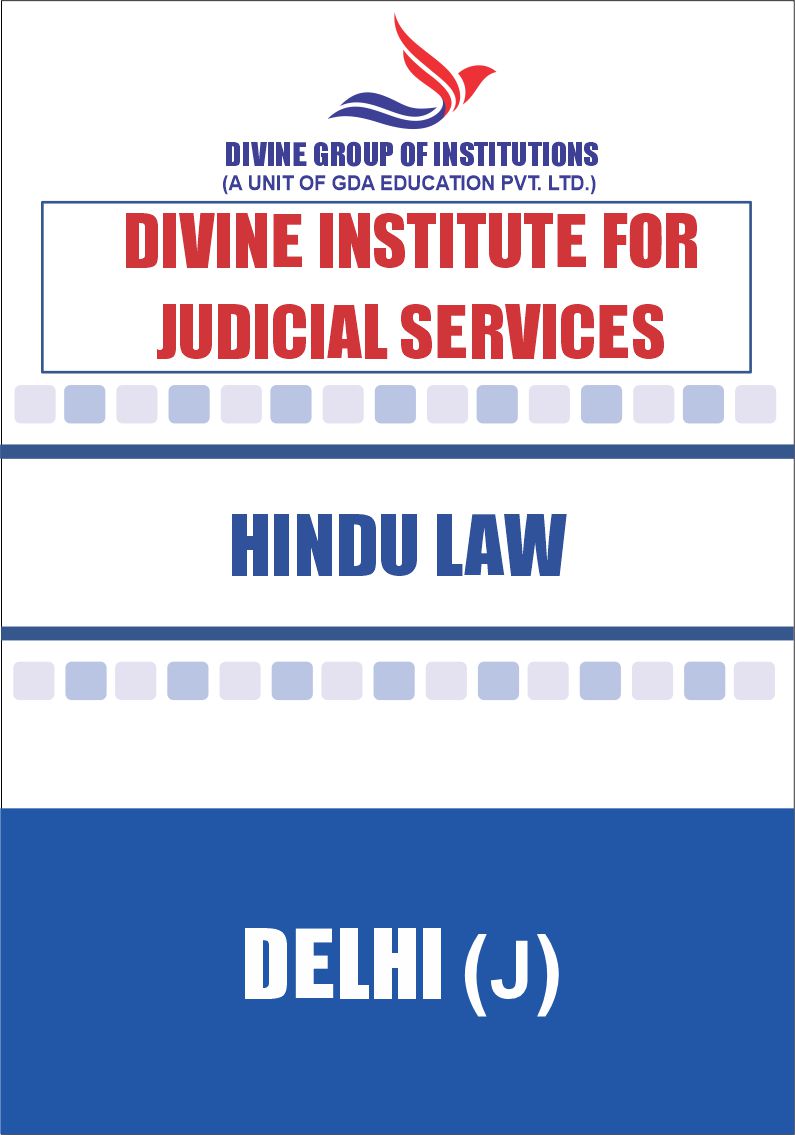 DIVINE GROUP OF INSTITUTIONS
(A UNIT OF GDA EDUCATION PVT. LTD.)
DIVINE INSTITUTE FOR
JUDICIAL SERVICES
HINDU LAW
DELHI (J)